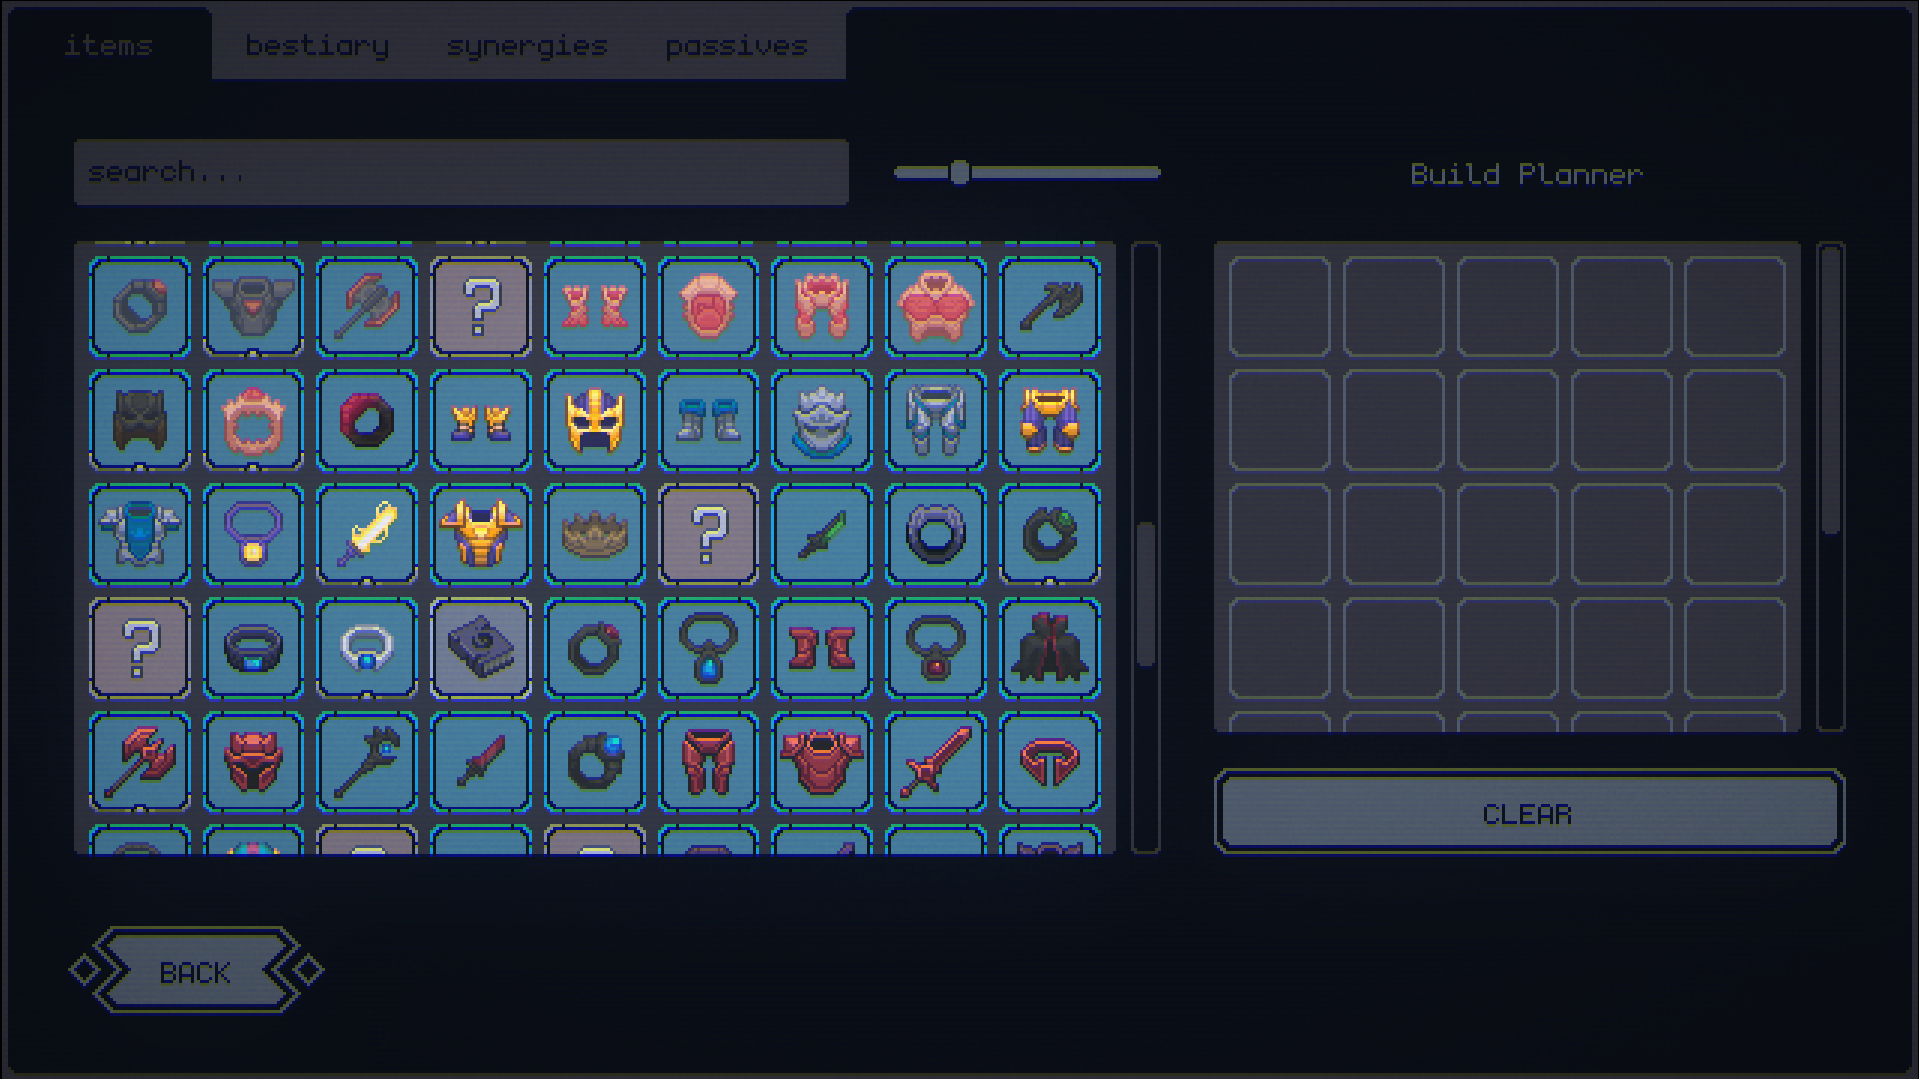 items bestiary synergies passives
search...
Build Planner
?
?
?
CLEAR
BACK